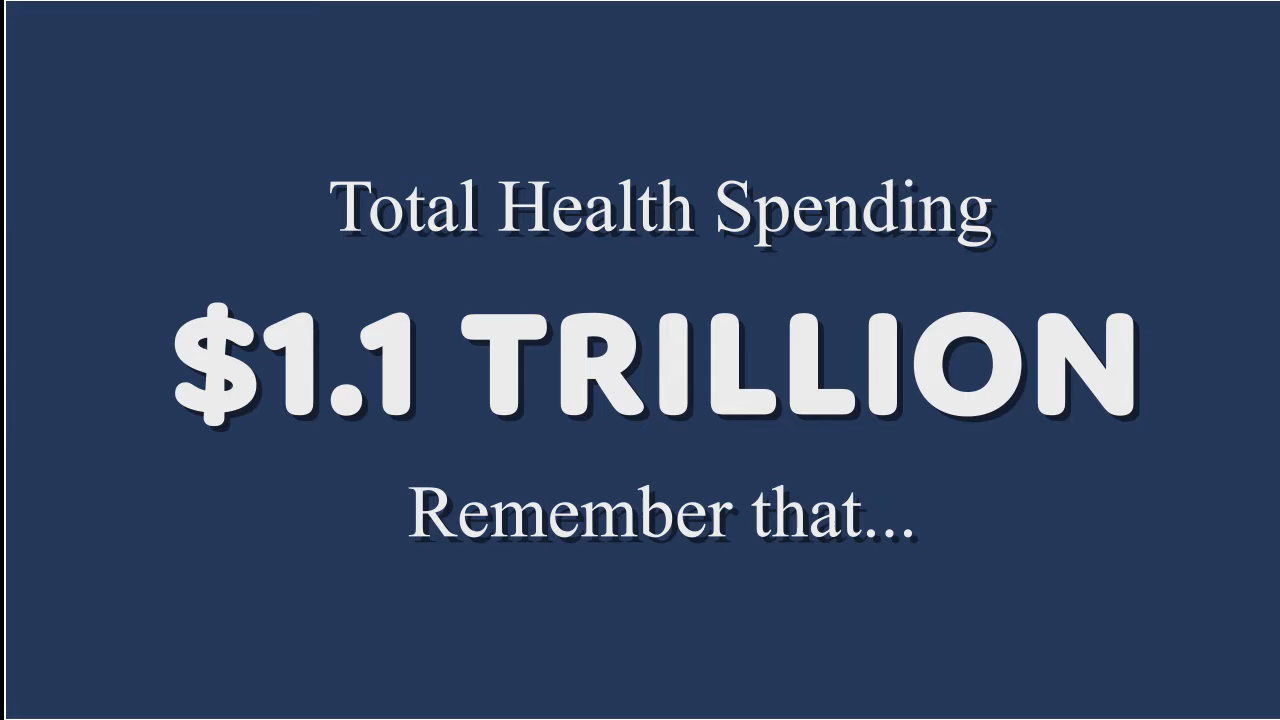 Total Health Spending
$1.1 TRILLION
Remember that...